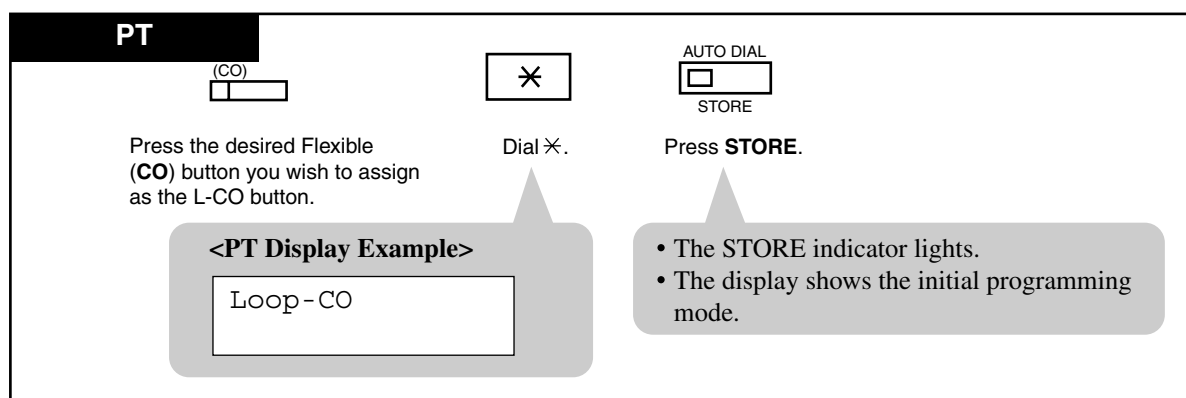 PT
(CO)
AUTO DIAL
STORE
Press the desired Flexible
(CO) button you wish to assign
as the L-CO button.
Dial ✳.
Press STORE.
<PT Display Example>
Loop-CO
• The STORE indicator lights.
• The display shows the initial programming
mode.